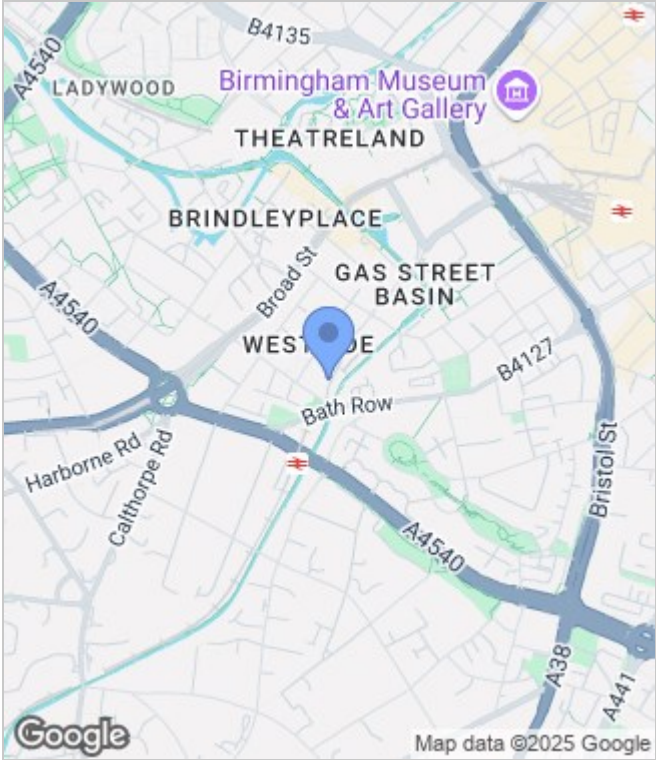 B4135
A4540
LADYWOOD
Birmingham Museum
& Art Gallery
THEATRELAND
BRINDLEYPLACE
Broad St
GAS STREET
BASIN
A4540
B4127
Bath Row
Harborne Rd
Calthorpe Rd
Bristol St
A4540
A38
A441
Google
Map data ©2025 Google